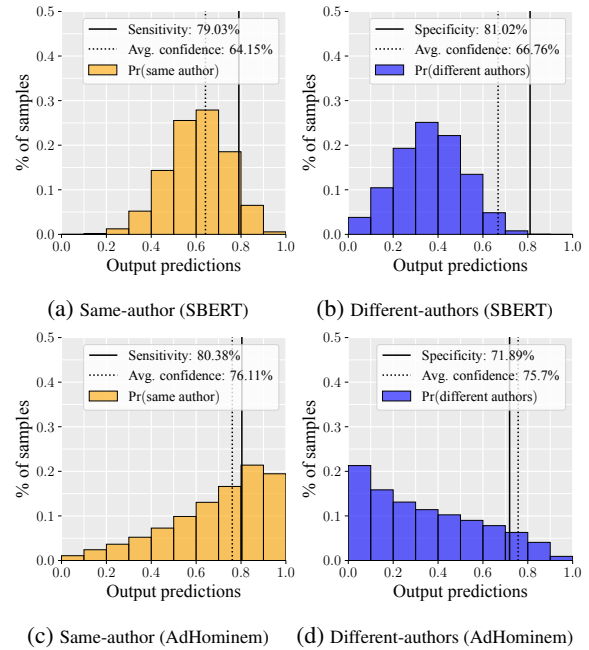 Sensitivity: 79.03%
Avg. confidence: 64.15%
Pr(same author)
0.5
0.4
0.3
0.2
0.1
0.0
% of samples
0.0 0.2 0.4 0.6 0.8 1.0
Output predictions
(a) Same-author (SBERT)
Specificity: 81.02%
Avg. confidence: 66.76%
Pr(different authors)
0.5
0.4
0.3
0.2
0.1
0.0
% of samples
0.0 0.2 0.4 0.6 0.8 1.0
Output predictions
(b) Different-authors (SBERT)
Sensitivity: 80.38%
Avg. confidence: 76.11%
Pr(same author)
0.5
0.4
0.3
0.2
0.1
0.0
% of samples
0.0 0.2 0.4 0.6 0.8 1.0
Output predictions
(c) Same-author (AdHominem)
Specificity: 71.89%
Avg. confidence: 75.7%
Pr(different authors)
0.5
0.4
0.3
0.2
0.1
0.0
% of samples
0.0 0.2 0.4 0.6 0.8 1.0
Output predictions
(d) Different-authors (AdHominem)